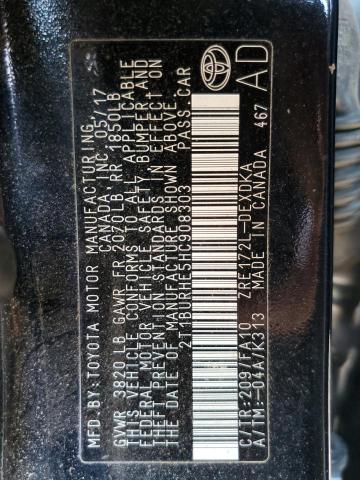 MFD.BY:TOYOTA MOTOR MANUFACTURING
CANADA, INC. 05/17
GVWR 3820 LB GAWR FR 2070 LB RR 1850LB
THIS VEHICLE CONFORMS TO ALL APPLICABLE
FEDERAL MOTOR VEHICLE SAFETY, BUMPER, AND
THEFT PREVENTION STANDARDS IN EFFECT ON
THE DATE OF MANUFACTURE SHOWN ABOVE.
2T1BURHE5HC908303 PASS.CAR
C/TR:209/FA10 ZRE172L-DEXDKA
A/TM:-04A/K313 MADE IN CANADA 467
AD